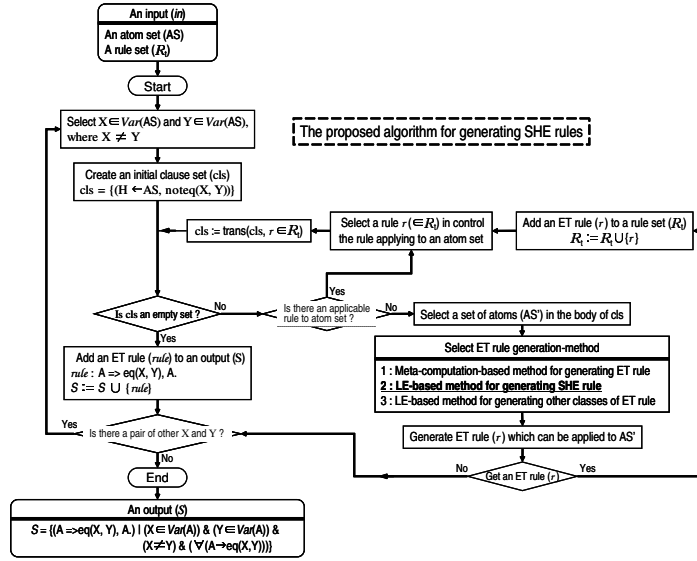 An input (in)
An atom set (AS)
A rule set (Rt)
Start
Select X∈Var(AS) and Y∈Var(AS),
where X ≠ Y
The proposed algorithm for generating SHE rules
Create an initial clause set (cls)
cls = {(H ←AS, noteq(X, Y))}
cls := trans(cls, r ∈Rt)
Select a rule r (∈Rt) in control
the rule applying to an atom set
Add an ET rule (r) to a rule set (Rt)
Rt := Rt ∪{r}
Is cls an empty set ?
No
Yes
Is there an applicable
rule to atom set ?
Yes
No
Select a set of atoms (AS') in the body of cls
Add an ET rule (rule) to an output (S)
rule : A => eq(X, Y), A.
S := S ∪ {rule}
Select ET rule generation-method
1 : Meta-computation-based method for generating ET rule
2 : LE-based method for generating SHE rule
3 : LE-based method for generating other classes of ET rule
Yes
Is there a pair of other X and Y ?
No
Generate ET rule (r) which can be applied to AS'
No
Get an ET rule (r)
Yes
End
An output (S)
S = {(A =>eq(X, Y), A.) | (X∈Var(A)) & (Y∈Var(A)) &
(X≠Y) & (∀(A→eq(X,Y)))}